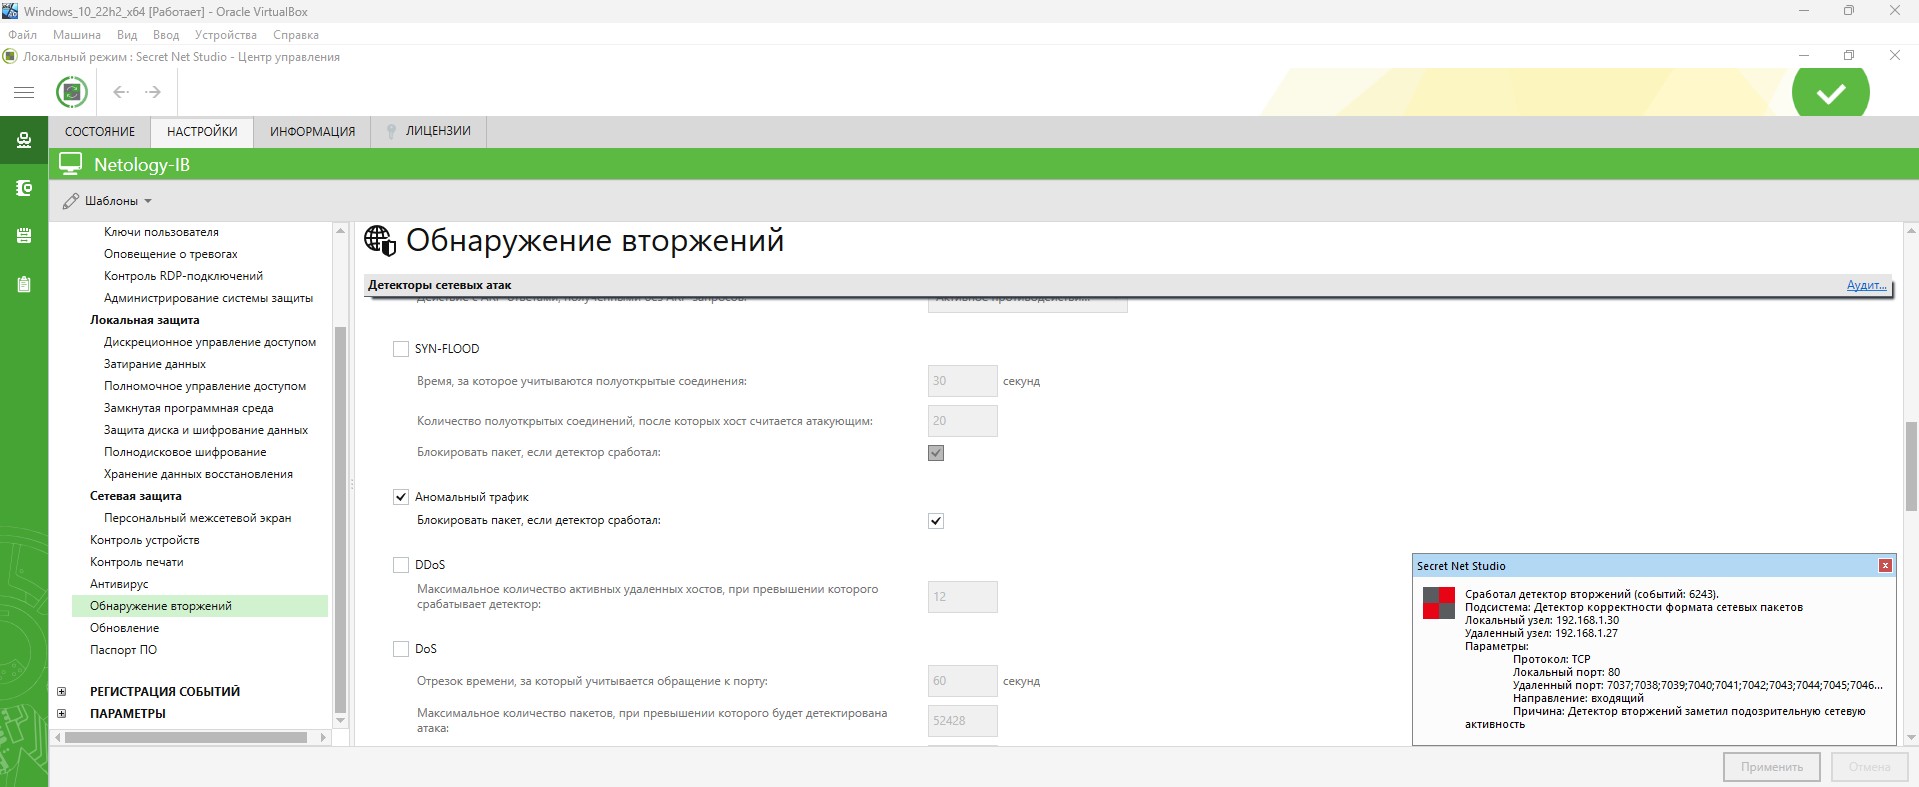 Windows_10_22h2_x64 [Работает] - Oracle VirtualBox
Файл Машина Вид Ввод Устройства Справка
Локальный режим : Secret Net Studio - Центр управления
СОСТОЯНИЕ НАСТРОЙКИ ИНФОРМАЦИЯ ЛИЦЕНЗИИ
Netology-IB
Шаблоны
Ключи пользователя
Оповещение о тревогах
Контроль RDP-подключений
Администрирование системы защиты
Локальная защита
Дискреционное управление доступом
Затирание данных
Полномочное управление доступом
Замкнутая программная среда
Защита диска и шифрование данных
Полнодисковое шифрование
Хранение данных восстановления
Сетевая защита
Персональный межсетевой экран
Контроль устройств
Контроль печати
Антивирус
Обнаружение вторжений
Обновление
Паспорт ПО
РЕГИСТРАЦИЯ СОБЫТИЙ
ПАРАМЕТРЫ
Обнаружение вторжений
Детекторы сетевых атак Аудит...
Действие с ARP-ответами, полученными без ARP-запросов: Активное противодействи...
SYN-FLOOD
Время, за которое учитываются полуоткрытые соединения: 30 секунд
Количество полуоткрытых соединений, после которых хост считается атакующим: 20
Блокировать пакет, если детектор сработал:
Аномальный трафик
Блокировать пакет, если детектор сработал:
DDoS
Максимальное количество активных удаленных хостов, при превышении которого
срабатывает детектор: 12
DoS
Отрезок времени, за который учитывается обращение к порту: 60 секунд
Максимальное количество пакетов, при превышении которого будет детектирована
атака: 52428
Secret Net Studio
Сработал детектор вторжений (событий: 6243).
Подсистема: Детектор корректности формата сетевых пакетов
Локальный узел: 192.168.1.30
Удаленный узел: 192.168.1.27
Параметры:
Протокол: TCP
Локальный порт: 80
Удаленный порт: 7037;7038;7039;7040;7041;7042;7043;7044;7045;7046...
Направление: входящий
Причина: Детектор вторжений заметил подозрительную сетевую
активность
Применить Отмена